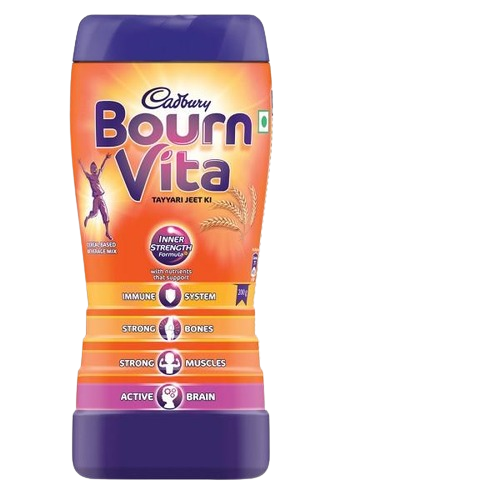 Cadbury
Bourn
Vita
TAYYARI JEET KI
INNER
STRENGTH
Formula
with nutrients
that support
IMMUNE SYSTEM
200 g
STRONG BONES
STRONG MUSCLES
ACTIVE BRAIN